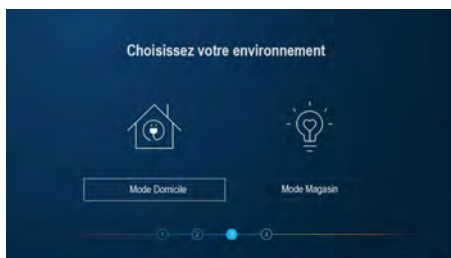 Choisissez votre environnement
Mode Domicile
Mode Magasin
1 2 3 4